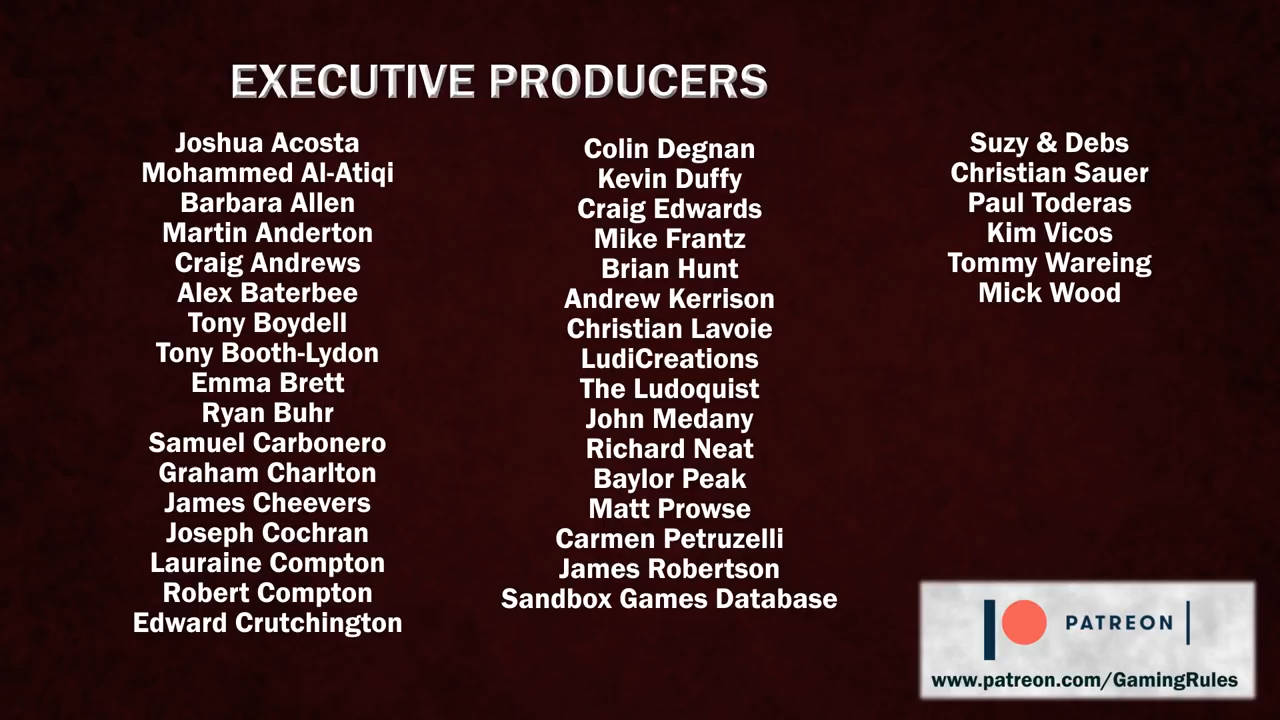 EXECUTIVE PRODUCERS
Joshua Acosta
Mohammed Al-Atiqi
Barbara Allen
Martin Anderton
Craig Andrews
Alex Baterbee
Tony Boydell
Tony Booth-Lydon
Emma Brett
Ryan Buhr
Samuel Carbonero
Graham Charlton
James Cheevers
Joseph Cochran
Lauraine Compton
Robert Compton
Edward Crutchington
Colin Degnan
Kevin Duffy
Craig Edwards
Mike Frantz
Brian Hunt
Andrew Kerrison
Christian Lavoie
LudiCreations
The Ludoquist
John Medany
Richard Neat
Baylor Peak
Matt Prowse
Carmen Petruzelli
James Robertson
Sandbox Games Database
Suzy & Debs
Christian Sauer
Paul Toderas
Kim Vicos
Tommy Wareing
Mick Wood
PATREON
www.patreon.com/GamingRules